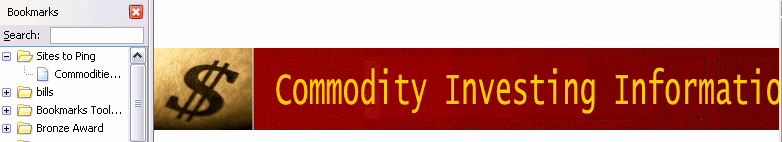 Bookmarks
Search:
Sites to Ping
Commoditie...
bills
Bookmarks Tool...
Bronze Award
$ Commodity Investing Informatio